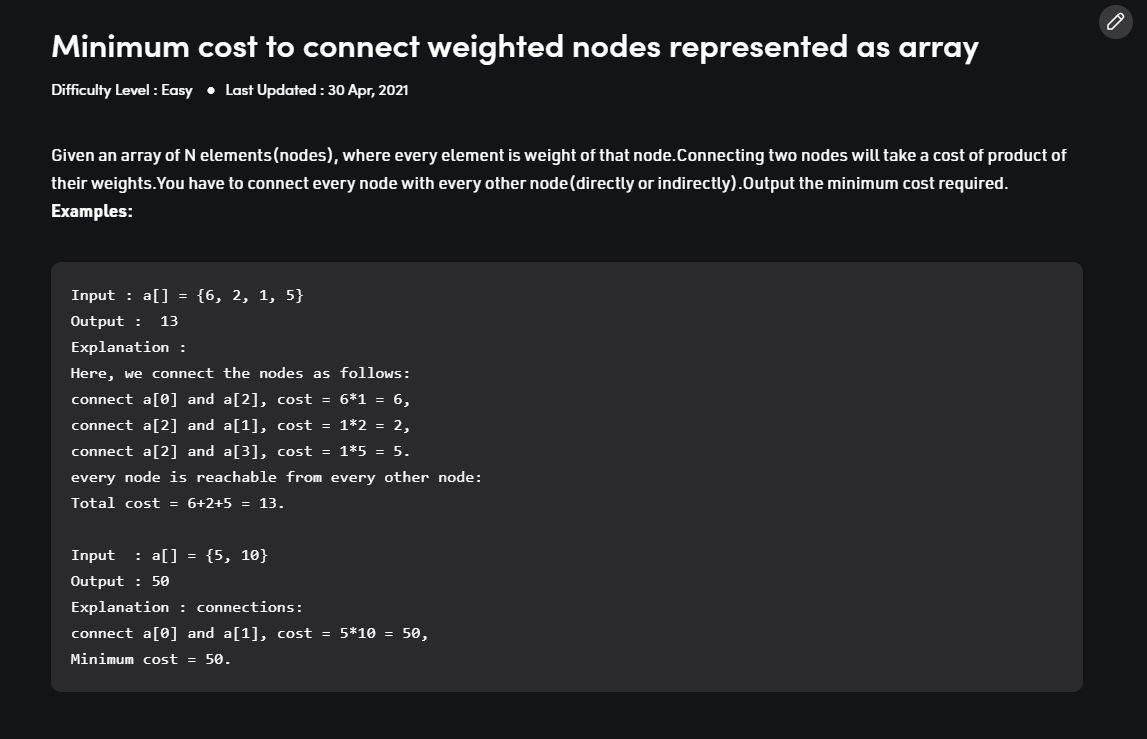 Minimum cost to connect weighted nodes represented as array
Difficulty Level : Easy ● Last Updated : 30 Apr, 2021
Given an array of N elements(nodes), where every element is weight of that node.Connecting two nodes will take a cost of product of
their weights.You have to connect every node with every other node(directly or indirectly).Output the minimum cost required.
Examples:
Input : a[] = {6, 2, 1, 5}
Output :  13
Explanation :
Here, we connect the nodes as follows:
connect a[0] and a[2], cost = 6*1 = 6,
connect a[2] and a[1], cost = 1*2 = 2,
connect a[2] and a[3], cost = 1*5 = 5.
every node is reachable from every other node:
Total cost = 6+2+5 = 13.
Input  : a[] = {5, 10}
Output : 50
Explanation : connections:
connect a[0] and a[1], cost = 5*10 = 50,
Minimum cost = 50.